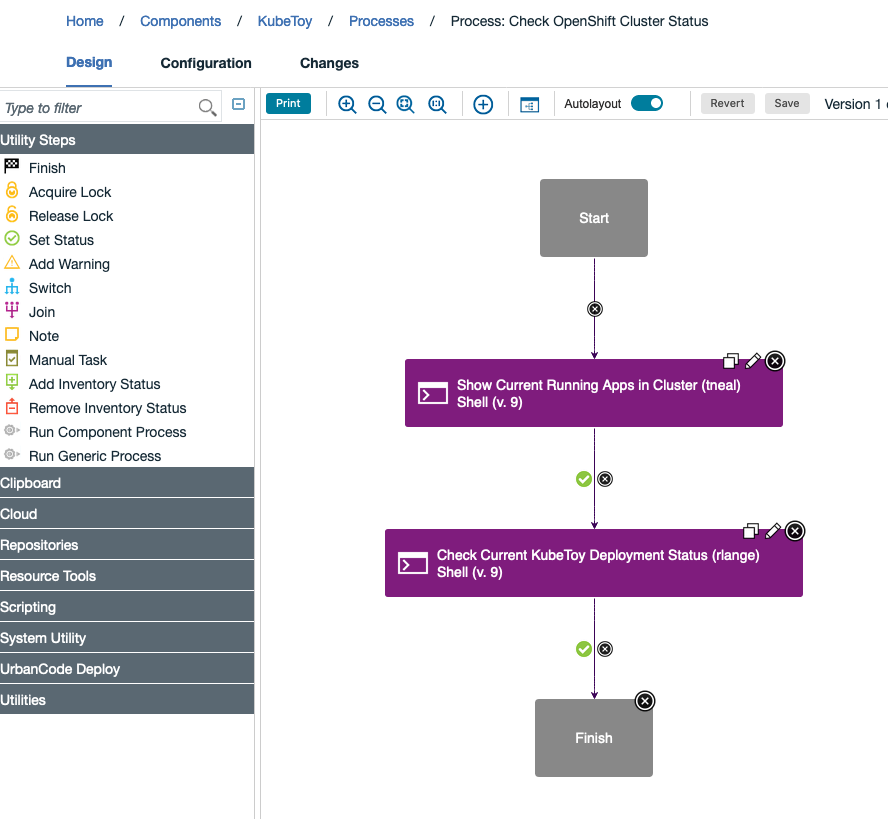 Home / Components / KubeToy / Processes / Process: Check OpenShift Cluster Status
Design Configuration Changes
Type to filter
Print
Autolayout
Revert
Save
Version 1
Utility Steps
Finish
Acquire Lock
Release Lock
Set Status
Add Warning
Switch
Join
Note
Manual Task
Add Inventory Status
Remove Inventory Status
Run Component Process
Run Generic Process
Clipboard
Cloud
Repositories
Resource Tools
Scripting
System Utility
UrbanCode Deploy
Utilities
Start
Show Current Running Apps in Cluster (tneal)
Shell (v. 9)
Check Current KubeToy Deployment Status (rlange)
Shell (v. 9)
Finish